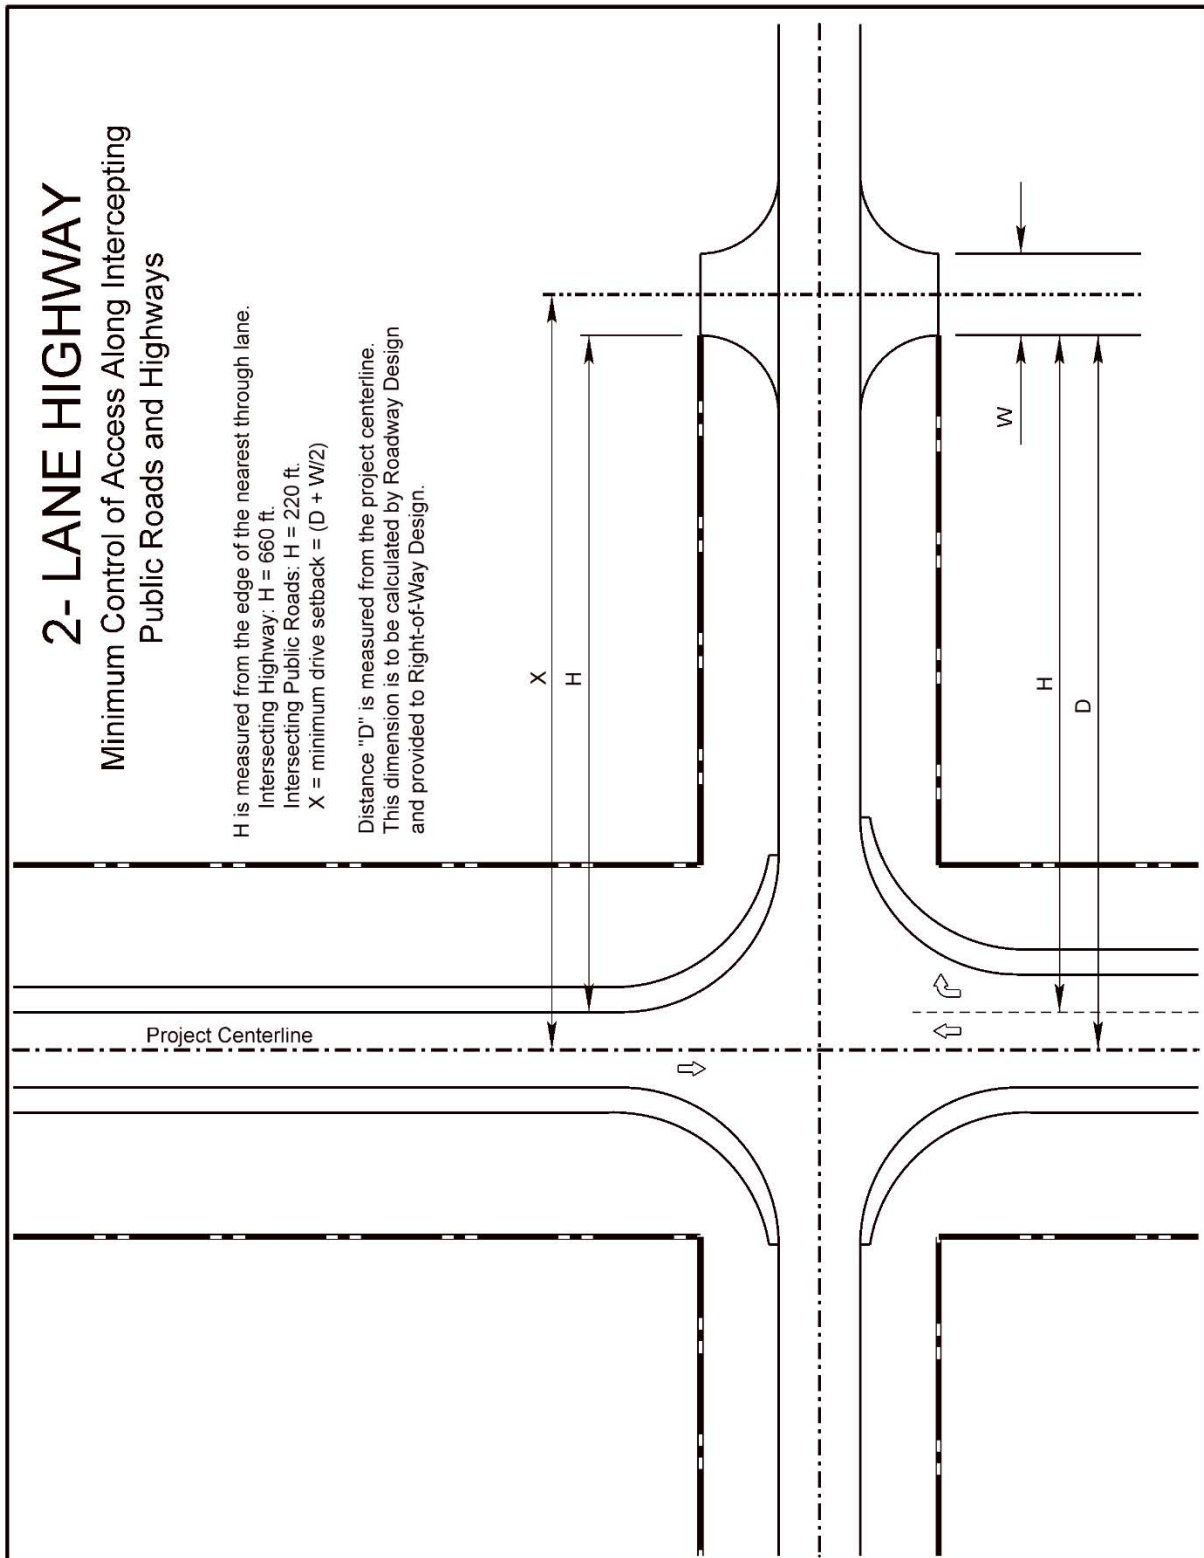 2- LANE HIGHWAY
Minimum Control of Access Along Intercepting
Public Roads and Highways
H is measured from the edge of the nearest through lane.
Intersecting Highway: H = 660 ft.
Intersecting Public Roads: H = 220 ft.
X = minimum drive setback = (D + W/2)
Distance "D" is measured from the project centerline.
This dimension is to be calculated by Roadway Design
and provided to Right-of-Way Design.
X
H
Project Centerline
W
H
D